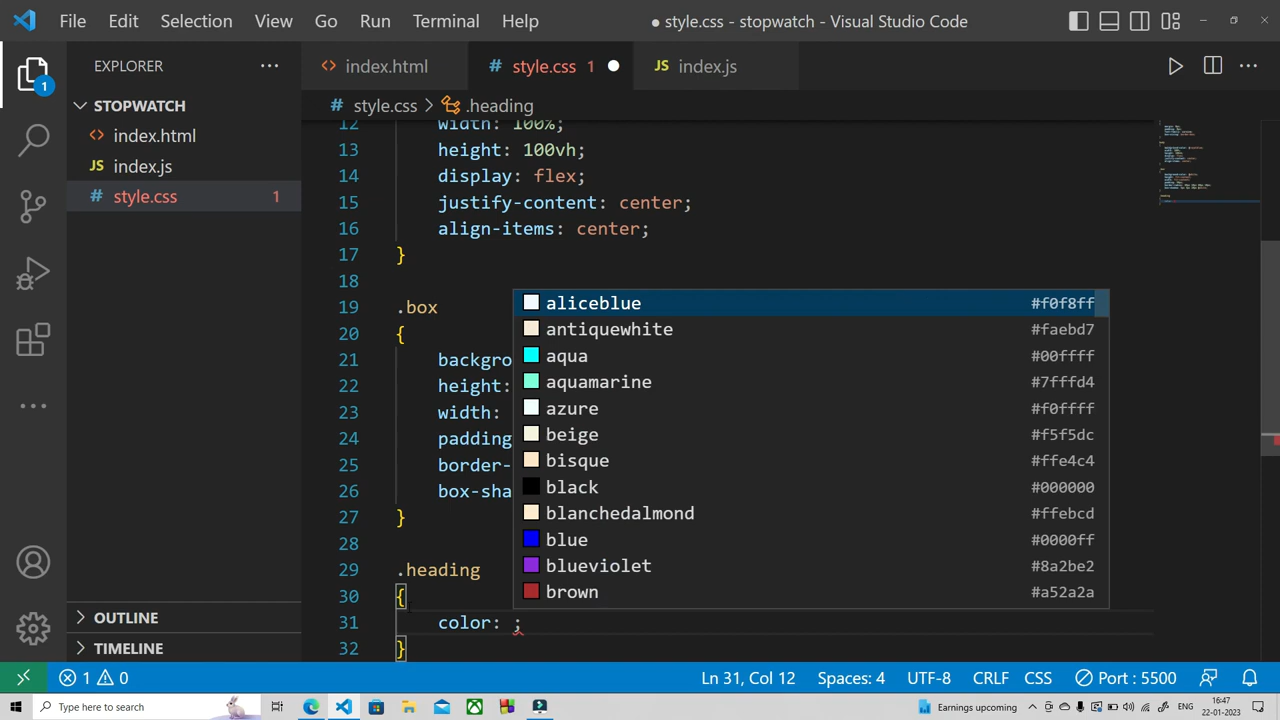 File Edit Selection View Go Run Terminal Help
● style.css - stopwatch - Visual Studio Code
1
EXPLORER
STOPWATCH
<> index.html
JS index.js
# style.css 1
OUTLINE
TIMELINE
<> index.html
# style.css 1
JS index.js
# style.css > .heading
12 width: 100%;
13 height: 100vh;
14 display: flex;
15 justify-content: center;
16 align-items: center;
17 }
18
19 .box
20 {
21 backgro
22 height:
23 width:
24 padding
25 border-
26 box-sha
27 }
28
29 .heading
30 {
31 color: ;
32 }
aliceblue #f0f8ff
antiquewhite #faebd7
aqua #00ffff
aquamarine #7fffd4
azure #f0ffff
beige #f5f5dc
bisque #ffe4c4
black #000000
blanchedalmond #ffebcd
blue #0000ff
blueviolet #8a2be2
brown #a52a2a
1 0 Ln 31, Col 12 Spaces: 4 UTF-8 CRLF CSS Port : 5500
Type here to search
Earnings upcoming
ENG
16:47
22-01-2023